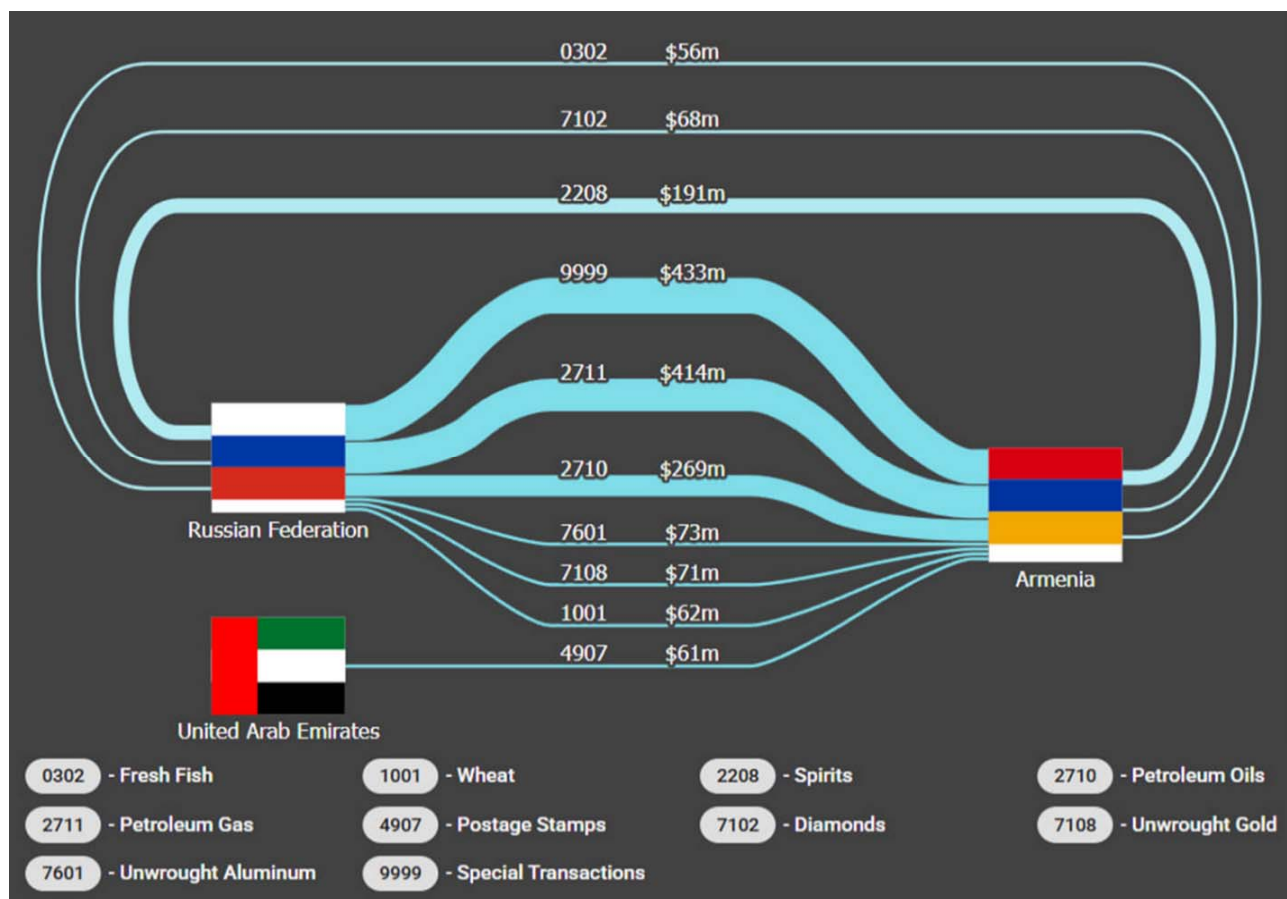 0302 $56m
7102 $68m
2208 $191m
9999 $433m
2711 $414m
2710 $269m
Russian Federation
7601 $73m
7108 $71m
Armenia
1001 $62m
4907 $61m
United Arab Emirates
0302 - Fresh Fish
1001 - Wheat
2208 - Spirits
2710 - Petroleum Oils
2711 - Petroleum Gas
4907 - Postage Stamps
7102 - Diamonds
7108 - Unwrought Gold
7601 - Unwrought Aluminum
9999 - Special Transactions